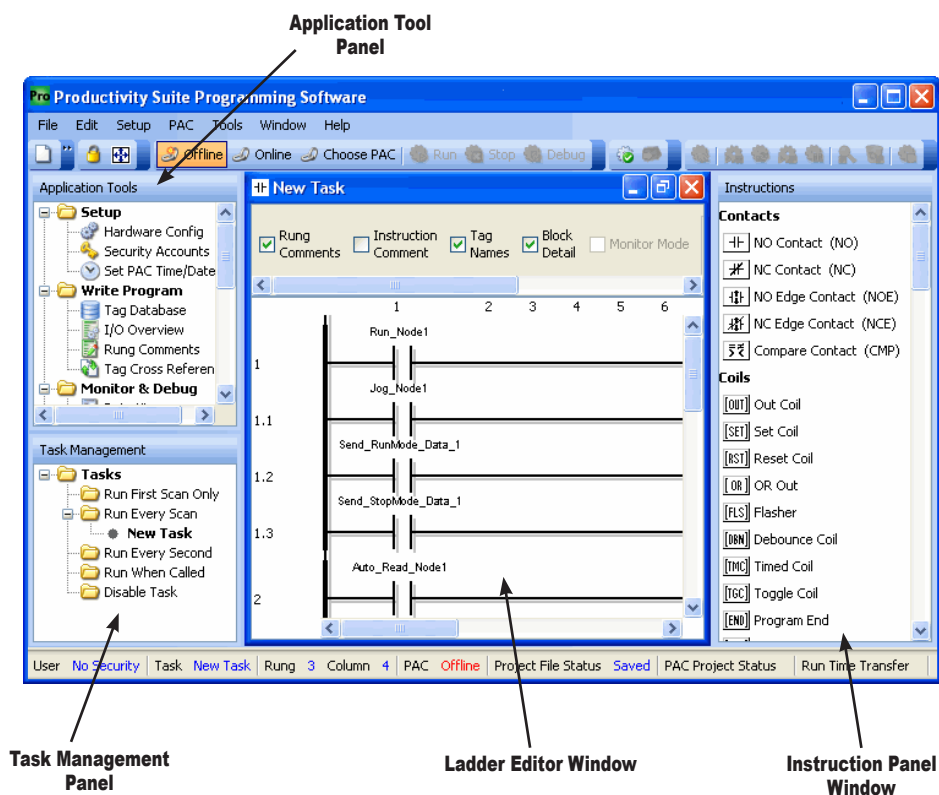 Application Tool
Panel
Pro Productivity Suite Programming Software
File Edit Setup PAC Tools Window Help
Offline Online Choose PAC Run Stop Debug
Application Tools
Setup
Hardware Config
Security Accounts
Set PAC Time/Date
Write Program
Tag Database
I/O Overview
Rung Comments
Tag Cross Referen
Monitor & Debug
Task Management
Tasks
Run First Scan Only
Run Every Scan
New Task
Run Every Second
Run When Called
Disable Task
New Task
Rung Comments
Instruction Comment
Tag Names
Block Detail
Monitor Mode
1 2 3 4 5 6
Run_Node1
1
Jog_Node1
1.1
Send_RunMode_Data_1
1.2
Send_StopMode_Data_1
1.3
Auto_Read_Node1
2
Instructions
Contacts
NO Contact (NO)
NC Contact (NC)
NO Edge Contact (NOE)
NC Edge Contact (NCE)
Compare Contact (CMP)
Coils
[OUT] Out Coil
[SET] Set Coil
[RST] Reset Coil
[OR] OR Out
[FLS] Flasher
[DBN] Debounce Coil
[TMC] Timed Coil
[TGC] Toggle Coil
[END] Program End
User No Security Task New Task Rung 3 Column 4 PAC Offline Project File Status Saved PAC Project Status Run Time Transfer
Task Management
Panel
Ladder Editor Window
Instruction Panel
Window